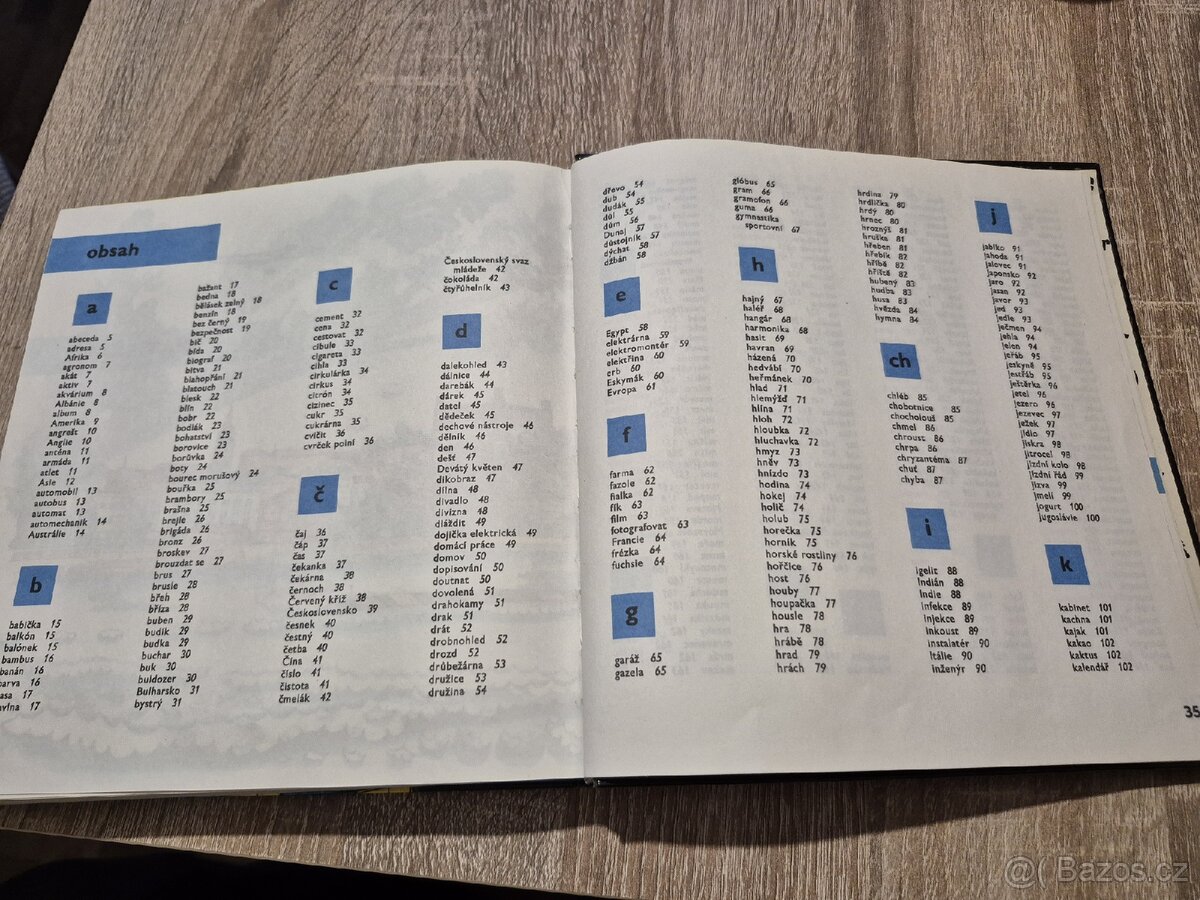 obsah
a
abeceda 5
adresa 5
Afrika 6
agronom 7
akát 7
aktiv 7
akvárium 8
Albánie 8
album 8
Amerika 9
angrešt 10
Anglie 10
anténa 11
armáda 11
atlet 11
Asie 12
automobil 13
autobus 13
automat 13
automechanik 14
Austrálie 14
b
babička 15
balkón 15
balónek 15
bambus 16
banán 16
barva 16
17
17
bažant 17
bedna 18
bělásek zelný 18
benzín 18
bez černý 19
bezpečnost 19
bič 20
bída 20
biograf 20
bitva 21
blahopřání 21
blatouch 21
blesk 22
blín 22
bobr 22
bodlák 23
bohatství 23
borovice 23
borůvka 24
boty 24
bourec morušový 24
bouřka 25
brambory 25
brašna 25
brejle 26
brigáda 26
bronz 26
broskev 27
brouzdat se 27
brus 27
brusle 28
břeh 28
bříza 28
buben 29
budík 29
budka 29
buchar 30
buk 30
buldozer 30
Bulharsko 31
bystrý 31
c
cement 32
cena 32
cestovat 32
cibule 33
cigareta 33
cihla 33
cirkulárka 34
cirkus 34
citrón 34
cizinec 35
cukr 35
cukrárna 35
cvičit 36
cvrček polní 36
č
čaj 36
čáp 37
čas 37
čekanka 37
čekárna 38
černoch 38
Červený kříž 38
Československo 39
česnek 40
čestný 40
četba 40
Čína 41
číslo 41
čistota 41
čmelák 42
Československý svaz
mládeže 42
čokoláda 42
čtyřúhelník 43
d
dalekohled 43
dálnice 44
darebák 44
dárek 45
datel 45
dědeček 45
dechové nástroje 46
dělník 46
den 46
dešť 47
Devátý květen 47
dikobraz 47
dílna 48
divadlo 48
divizna 48
dláždit 49
dojička elektrická 49
domácí práce 49
domov 50
dopisování 50
doutnat 50
dovolená 51
drahokamy 51
drak 51
drát 52
drobnohled 52
drozd 52
drůbežárna 53
družice 53
družina 54
dřevo 54
dub 54
dudák 55
důl 55
dům 56
Dunaj 57
důstojník 57
dýchat 58
džbán 58
e
Egypt 58
elektrárna 59
elektromontér 59
elektřina 60
erb 60
Eskymák 60
Evropa 61
f
farma 62
fazole 62
fialka 62
fík 63
film 63
fotografovat 63
Francie 64
frézka 64
fuchsie 64
g
garáž 65
gazela 65
glóbus 65
gram 66
gramofon 66
guma 66
gymnastika
sportovní 67
h
hajný 67
haléř 68
hangár 68
harmonika 68
hasit 69
havran 69
házená 70
hedvábí 70
heřmánek 70
hlad 71
hlemýžď 71
hlína 71
hloh 72
hloubka 72
hluchavka 72
hmyz 73
hněv 73
hnízdo 73
hodina 74
hokej 74
holič 74
holub 75
horečka 75
horník 75
horské rostliny 76
hořčice 76
host 76
houby 77
houpačka 77
housle 78
hra 78
hrábě 78
hrad 79
hrách 79
hrdina 79
hrdlička 80
hrdý 80
hrnec 80
hroznýš 81
hruška 81
hřeben 81
hřebík 82
hřibě 82
hřiště 82
hubený 83
hudba 83
husa 83
hvězda 84
hymna 84
ch
chléb 85
chobotnice 85
chocholouš 85
chmel 86
chroust 86
chrpa 86
chryzantéma 87
chuť 87
chyba 87
i
igelit 88
Indián 88
Indie 88
infekce 89
injekce 89
inkoust 89
instalatér 90
Itálie 90
inženýr 90
j
jablko 91
jahoda 91
jalovec 91
Japonsko 92
jaro 92
jasan 92
javor 93
jed 93
jedle 93
ječmen 94
jehla 94
jelen 94
jeřáb 95
jeskyně 95
jestřáb 95
ještěrka 96
jetel 96
jezero 96
jezevec 97
ježek 97
jídlo 97
jiskra 98
jitrocel 98
jízdní kolo 98
jízdní řád 99
jizva 99
jmelí 99
jogurt 100
jugoslávie 100
k
kabinet 101
kachna 101
kajak 101
kakao 102
kaktus 102
kalendář 102
35
@( Bazos.cz